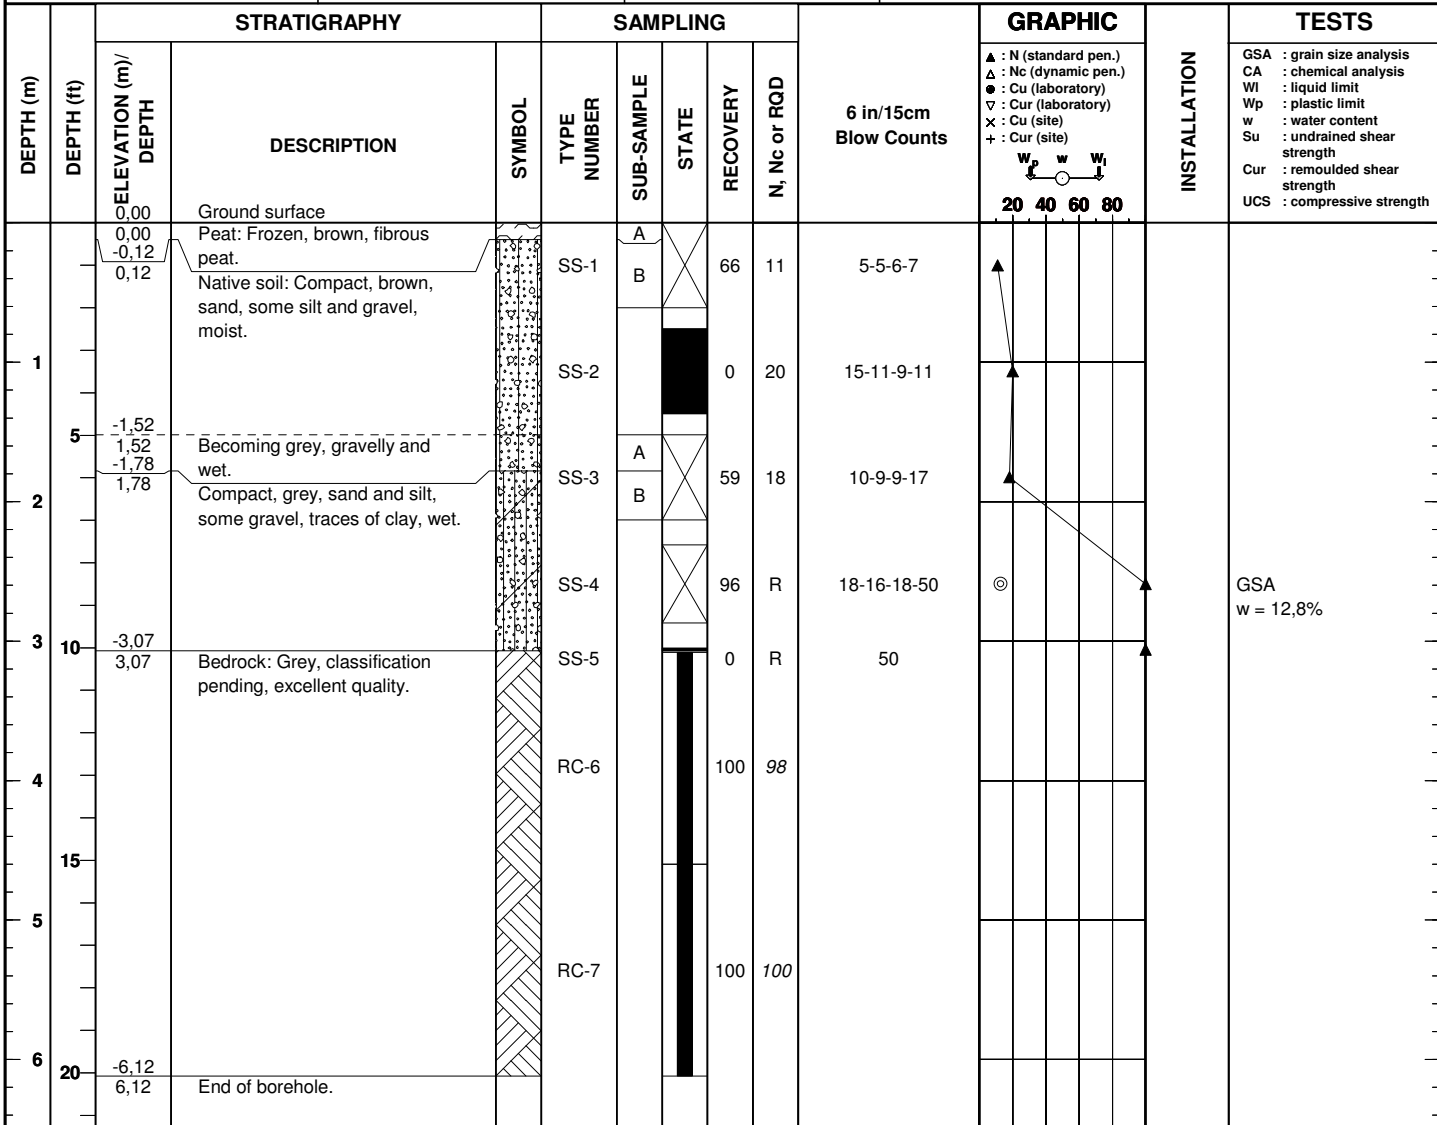 STRATIGRAPHY
SAMPLING
GRAPHIC
TESTS
DEPTH (m)
DEPTH (ft)
ELEVATION (m)/
DEPTH
DESCRIPTION
SYMBOL
TYPE
NUMBER
SUB-SAMPLE
STATE
RECOVERY
N, Nc or RQD
6 in/15cm
Blow Counts
▲ : N (standard pen.)
△ : Nc (dynamic pen.)
● : Cu (laboratory)
▽ : Cur (laboratory)
× : Cu (site)
+ : Cur (site)
Wp w Wl
20 40 60 80
INSTALLATION
GSA : grain size analysis
CA : chemical analysis
Wl : liquid limit
Wp : plastic limit
w : water content
Su : undrained shear
strength
Cur : remoulded shear
strength
UCS : compressive strength
0,00 Ground surface
0,00 Peat: Frozen, brown, fibrous
-0,12 peat.
0,12
Native soil: Compact, brown,
sand, some silt and gravel,
moist.
A
B
SS-1 66 11 5-5-6-7
1
SS-2 0 20 15-11-9-11
5
-1,52
1,52 Becoming grey, gravelly and
-1,78 wet.
1,78
Compact, grey, sand and silt,
some gravel, traces of clay, wet.
A
B
SS-3 59 18 10-9-9-17
2
SS-4 96 R 18-16-18-50
GSA
w = 12,8%
3
10
-3,07
3,07 Bedrock: Grey, classification
pending, excellent quality.
SS-5 0 R 50
RC-6 100 98
4
15
5
RC-7 100 100
6
20
-6,12
6,12 End of borehole.